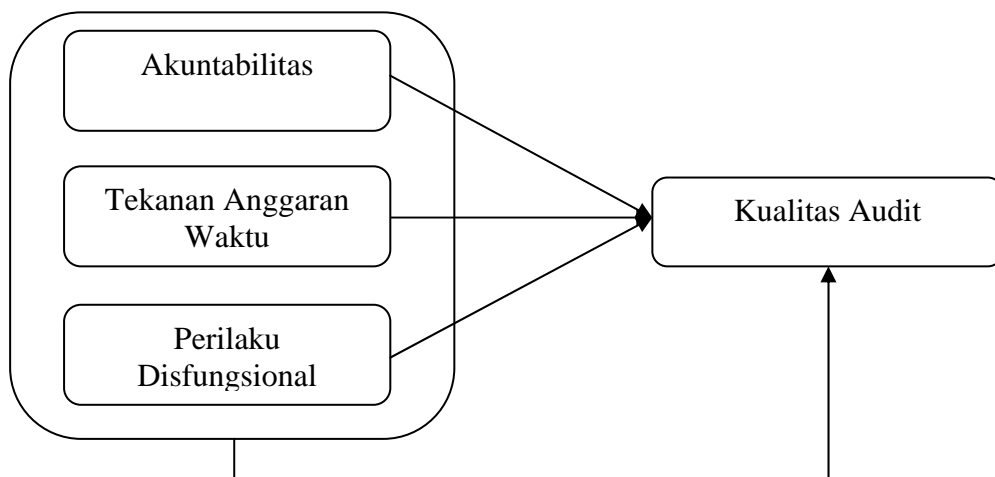 Akuntabilitas
Tekanan Anggaran
Waktu
Perilaku
Disfungsional
Kualitas Audit